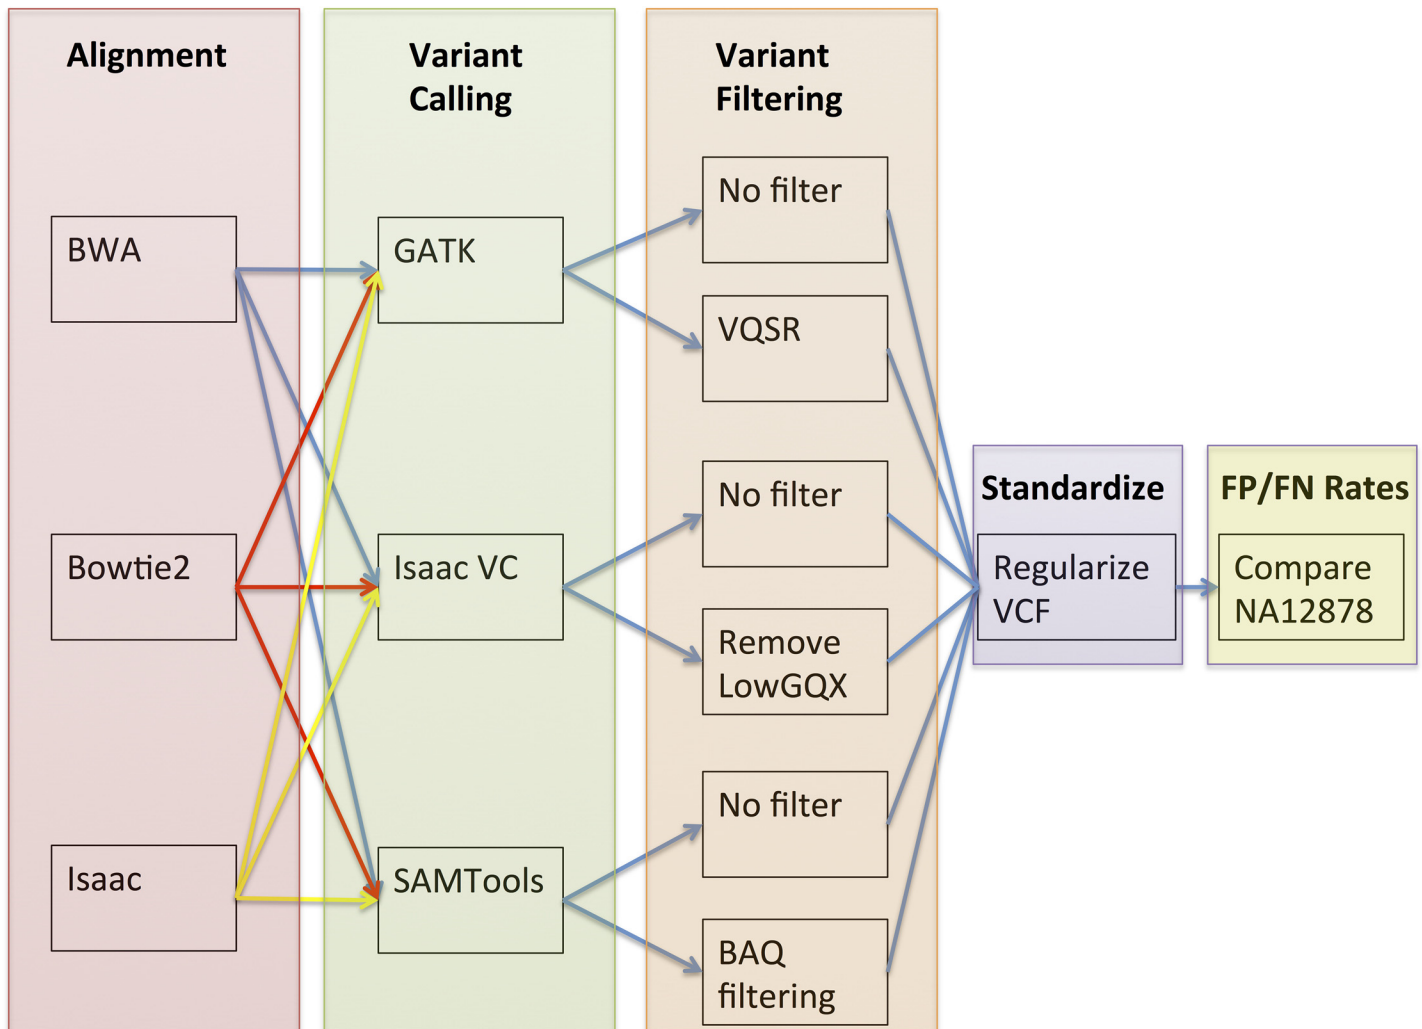 Alignment
BWA
Bowtie2
Isaac
Variant
Calling
GATK
Isaac VC
SAMTools
Variant
Filtering
No filter
VQSR
No filter
Remove
LowGQX
No filter
BAQ
filtering
Standardize
Regularize
VCF
FP/FN Rates
Compare
NA12878